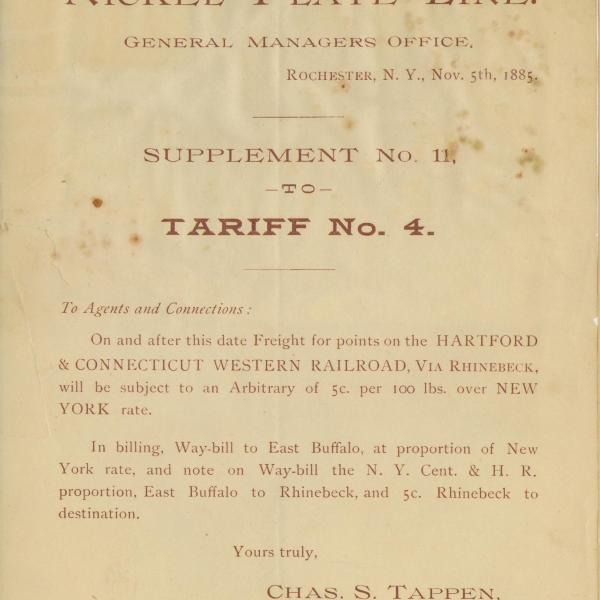 NICKEL PLATE LINE.
GENERAL MANAGERS OFFICE,
ROCHESTER, N. Y., Nov. 5th, 1885.
SUPPLEMENT No. 11,
–TO–
TARIFF No. 4.
To Agents and Connections:
On and after this date Freight for points on the HARTFORD
& CONNECTICUT WESTERN RAILROAD, VIA RHINEBECK,
will be subject to an Arbitrary of 5c. per 100 lbs. over NEW
YORK rate.
In billing, Way-bill to East Buffalo, at proportion of New
York rate, and note on Way-bill the N. Y. Cent. & H. R.
proportion, East Buffalo to Rhinebeck, and 5c. Rhinebeck to
destination.
Yours truly,
CHAS. S. TAPPEN,